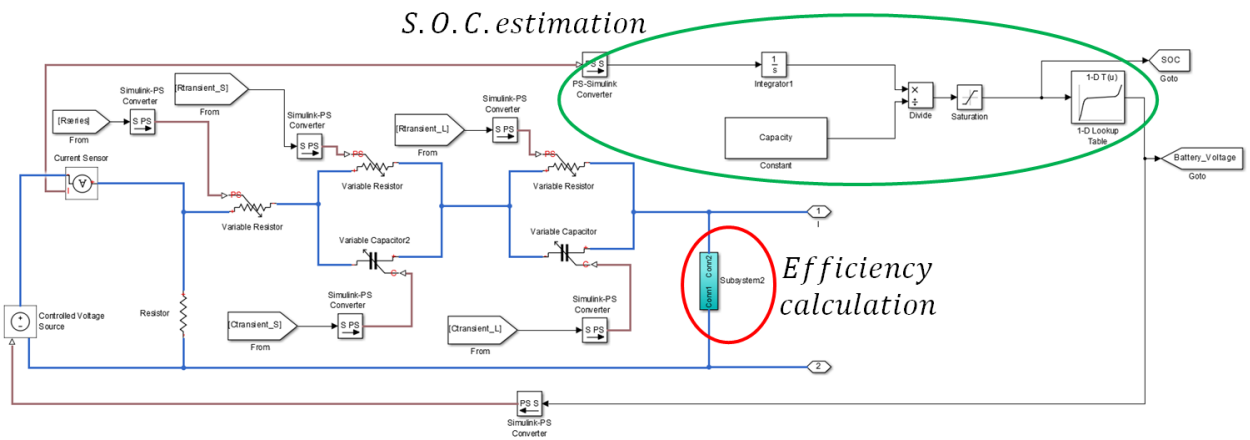 S.O.C. estimation
PS S
PS-Simulink
Converter
1
s
Integrator1
Capacity
Constant
×
÷
Divide
Saturation
1-D T(u)
1-D Lookup
Table
SOC
Goto
Battery_Voltage
Goto
[Rseries]
From
Simulink-PS
Converter
S PS
[Rtransient_S]
From
Simulink-PS
Converter
S PS
[Rtransient_L]
From
Simulink-PS
Converter
S PS
Current Sensor
A
I
PS
Variable Resistor
PS
Variable Resistor
PS
Variable Resistor
Variable Capacitor2
C
Variable Capacitor
C
1
I
Conn1 Conn2
Subsystem2
Efficiency
calculation
Controlled Voltage
Source
Resistor
[Ctransient_S]
From
Simulink-PS
Converter
S PS
[Ctransient_L]
From
Simulink-PS
Converter
S PS
2
PS S
Simulink-PS
Converter